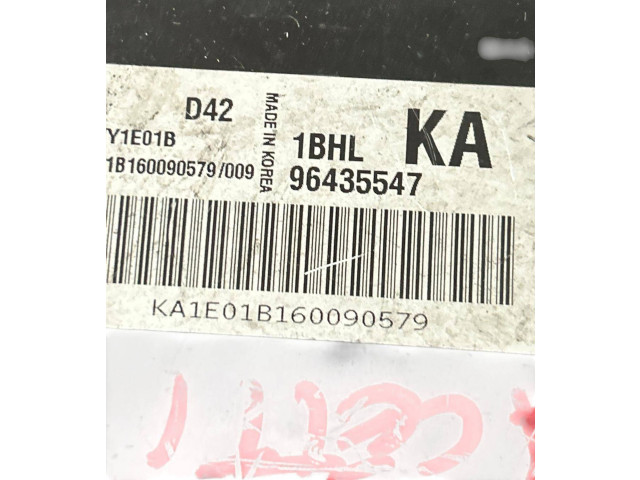 D42
Y1E01B
1B160090579/009
MADE IN KOREA
1BHL KA
96435547
KA1E01B160090579